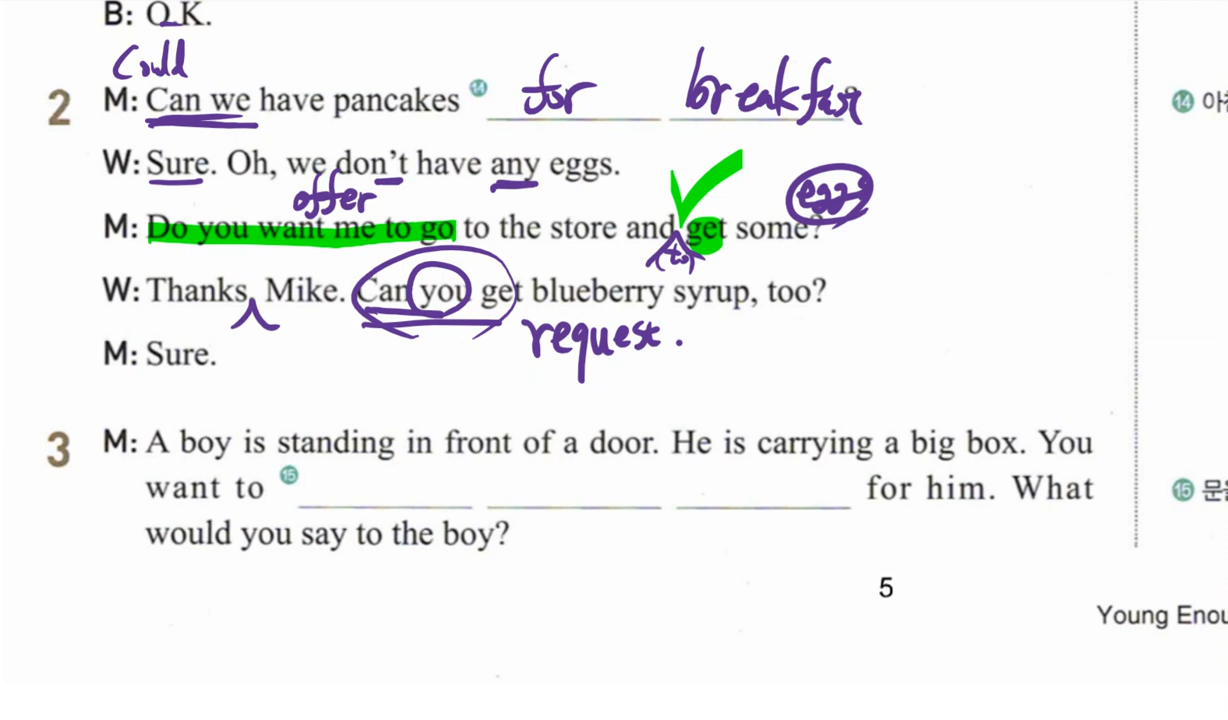 B: O.K.
Could
2 M: Can we have pancakes ⑭ for breakfast
⑭ 아
W: Sure. Oh, we don't have any eggs.
offer
eggs
M: Do you want me to go to the store and get some?
(to)
W: Thanks, Mike. Can you get blueberry syrup, too?
request.
M: Sure.
3 M: A boy is standing in front of a door. He is carrying a big box. You
want to ⑮ ___ ___ ___ for him. What
⑮
would you say to the boy?
5
Young Enou